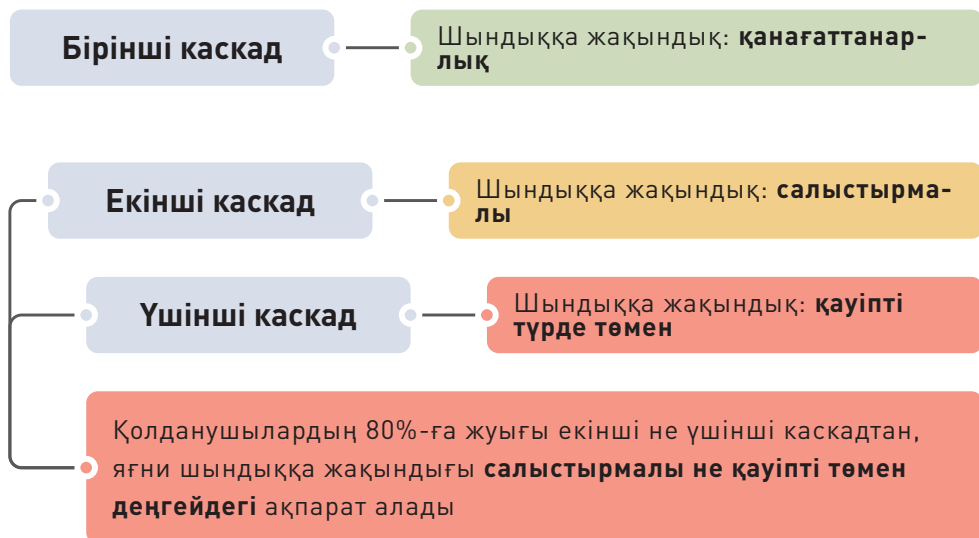 Бірінші каскад
Шындыққа жақындық: қанағаттанар-
лық
Екінші каскад
Шындыққа жақындық: салыстырма-
лы
Үшінші каскад
Шындыққа жақындық: қауіпті
түрде төмен
Қолданушылардың 80%-ға жуығы екінші не үшінші каскадтан,
яғни шындыққа жақындығы салыстырмалы не қауіпті төмен
деңгейдегі ақпарат алады